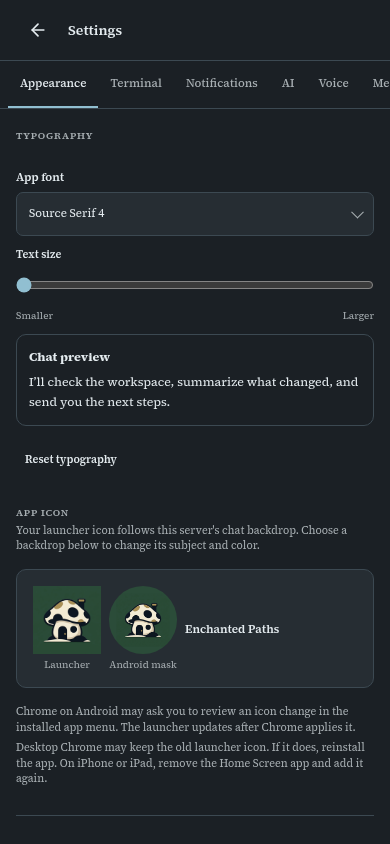 Settings
Appearance Terminal Notifications AI Voice Me
TYPOGRAPHY
App font
Source Serif 4
Text size
Smaller Larger
Chat preview
I'll check the workspace, summarize what changed, and
send you the next steps.
Reset typography
APP ICON
Your launcher icon follows this server's chat backdrop. Choose a
backdrop below to change its subject and color.
Enchanted Paths
Launcher Android mask
Chrome on Android may ask you to review an icon change in the
installed app menu. The launcher updates after Chrome applies it.
Desktop Chrome may keep the old launcher icon. If it does, reinstall
the app. On iPhone or iPad, remove the Home Screen app and add it
again.